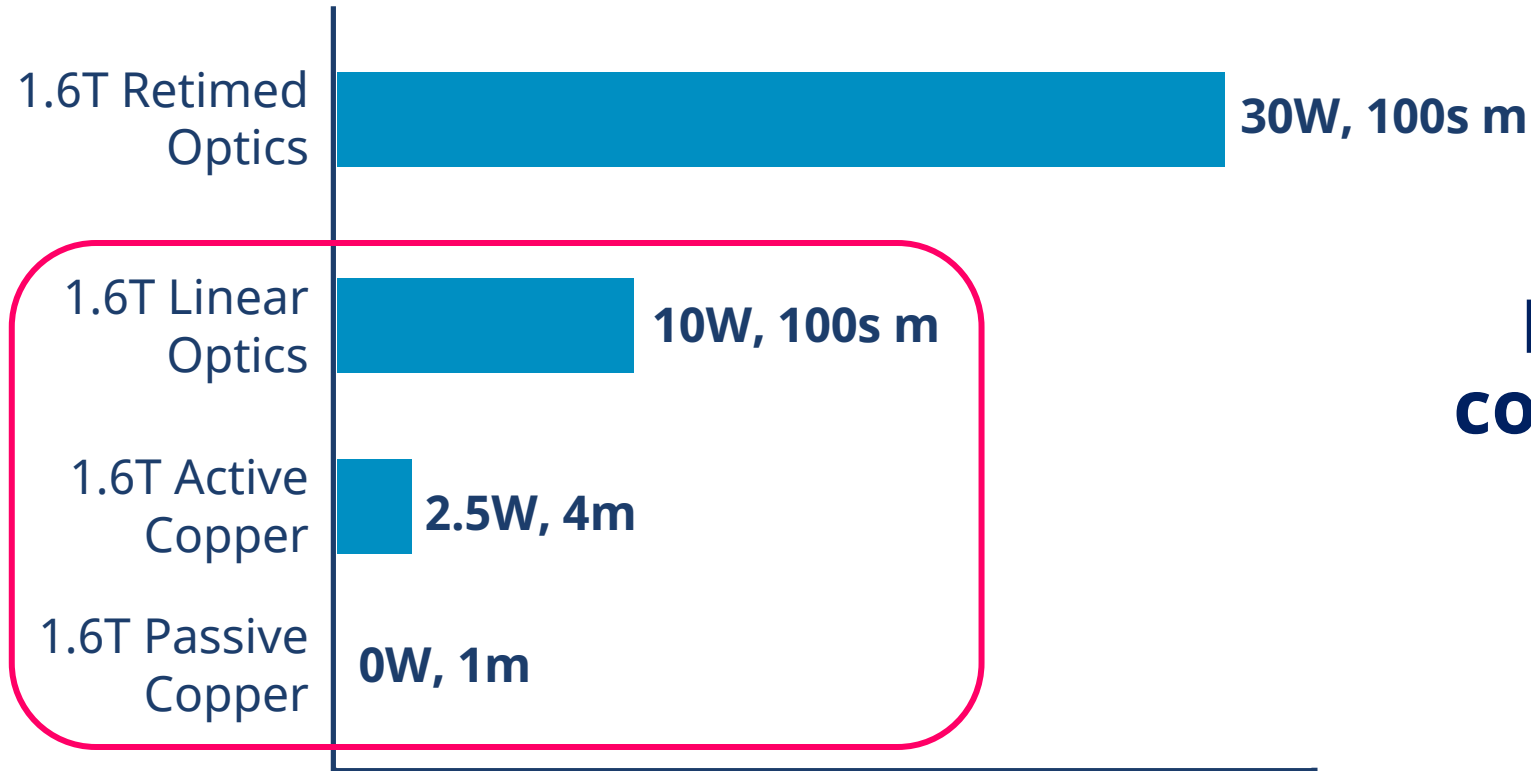 1.6T Retimed
Optics
30W, 100s m
1.6T Linear
Optics
10W, 100s m
1.6T Active
Copper
2.5W, 4m
1.6T Passive
Copper
0W, 1m